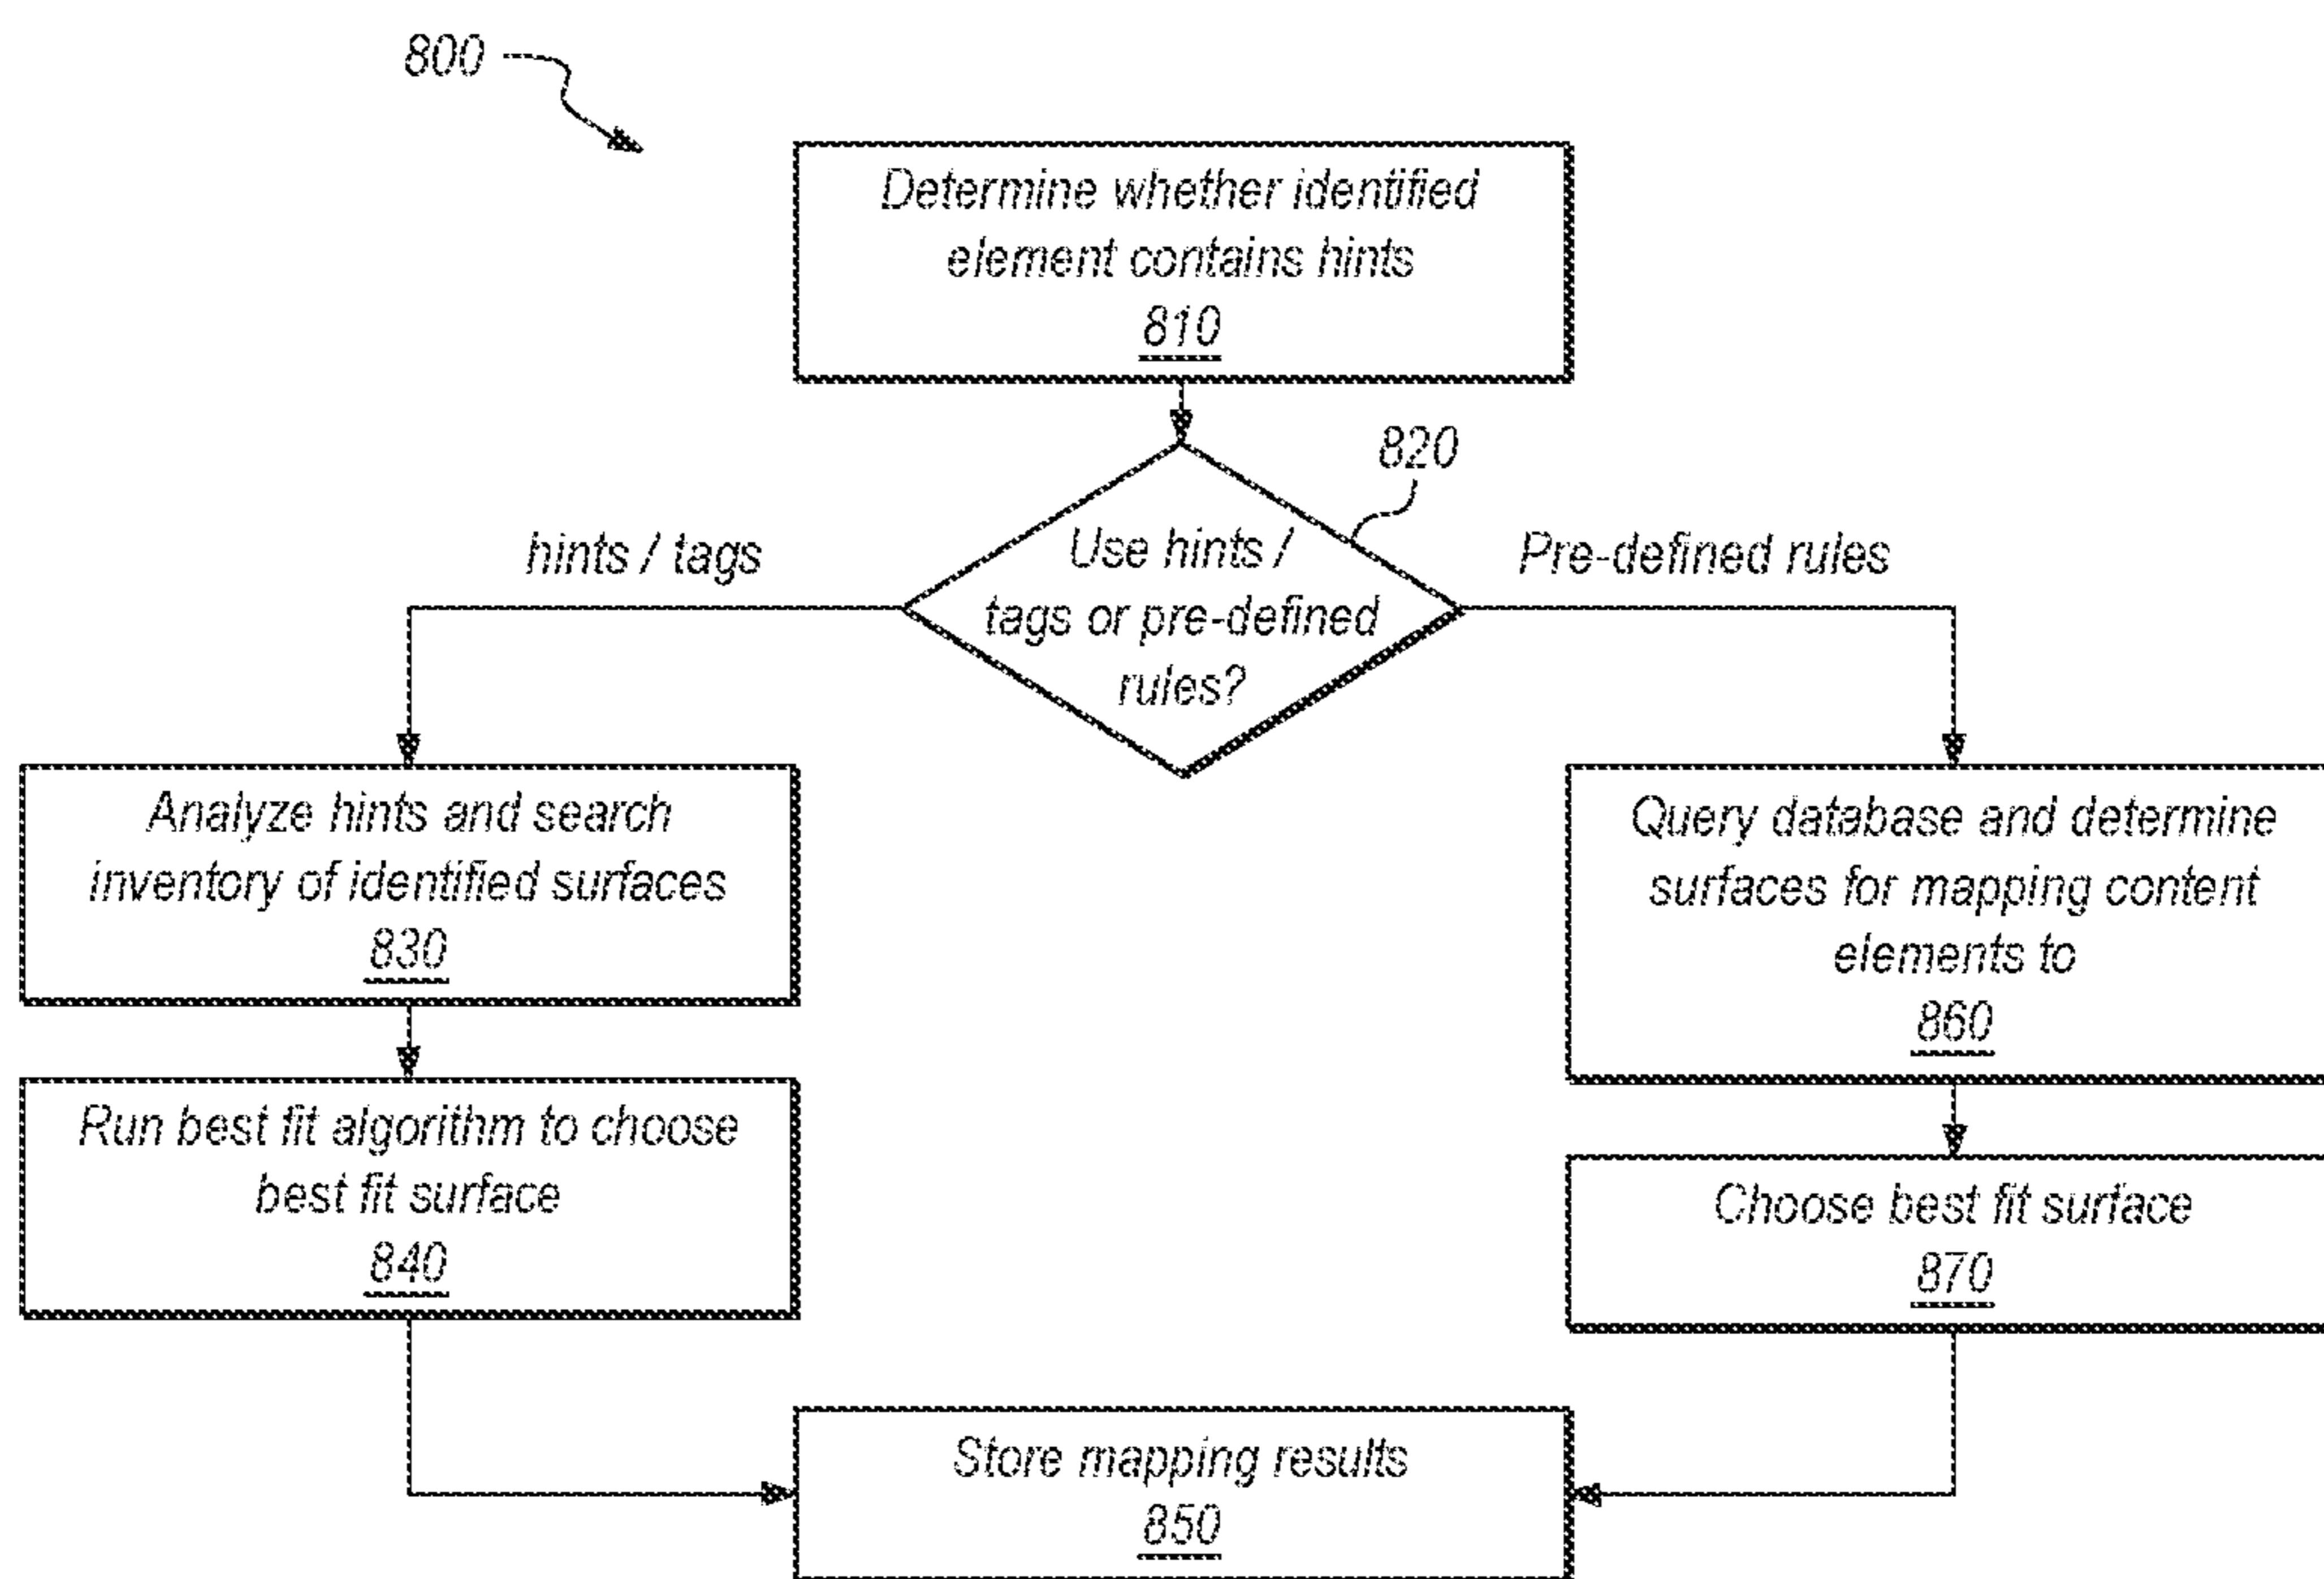 800
Determine whether identified
element contains hints
810
820
hints / tags
Use hints /
tags or pre-defined
rules?
Pre-defined rules
Analyze hints and search
inventory of identified surfaces
830
Query database and determine
surfaces for mapping content
elements to
860
Run best fit algorithm to choose
best fit surface
840
Choose best fit surface
870
Store mapping results
850